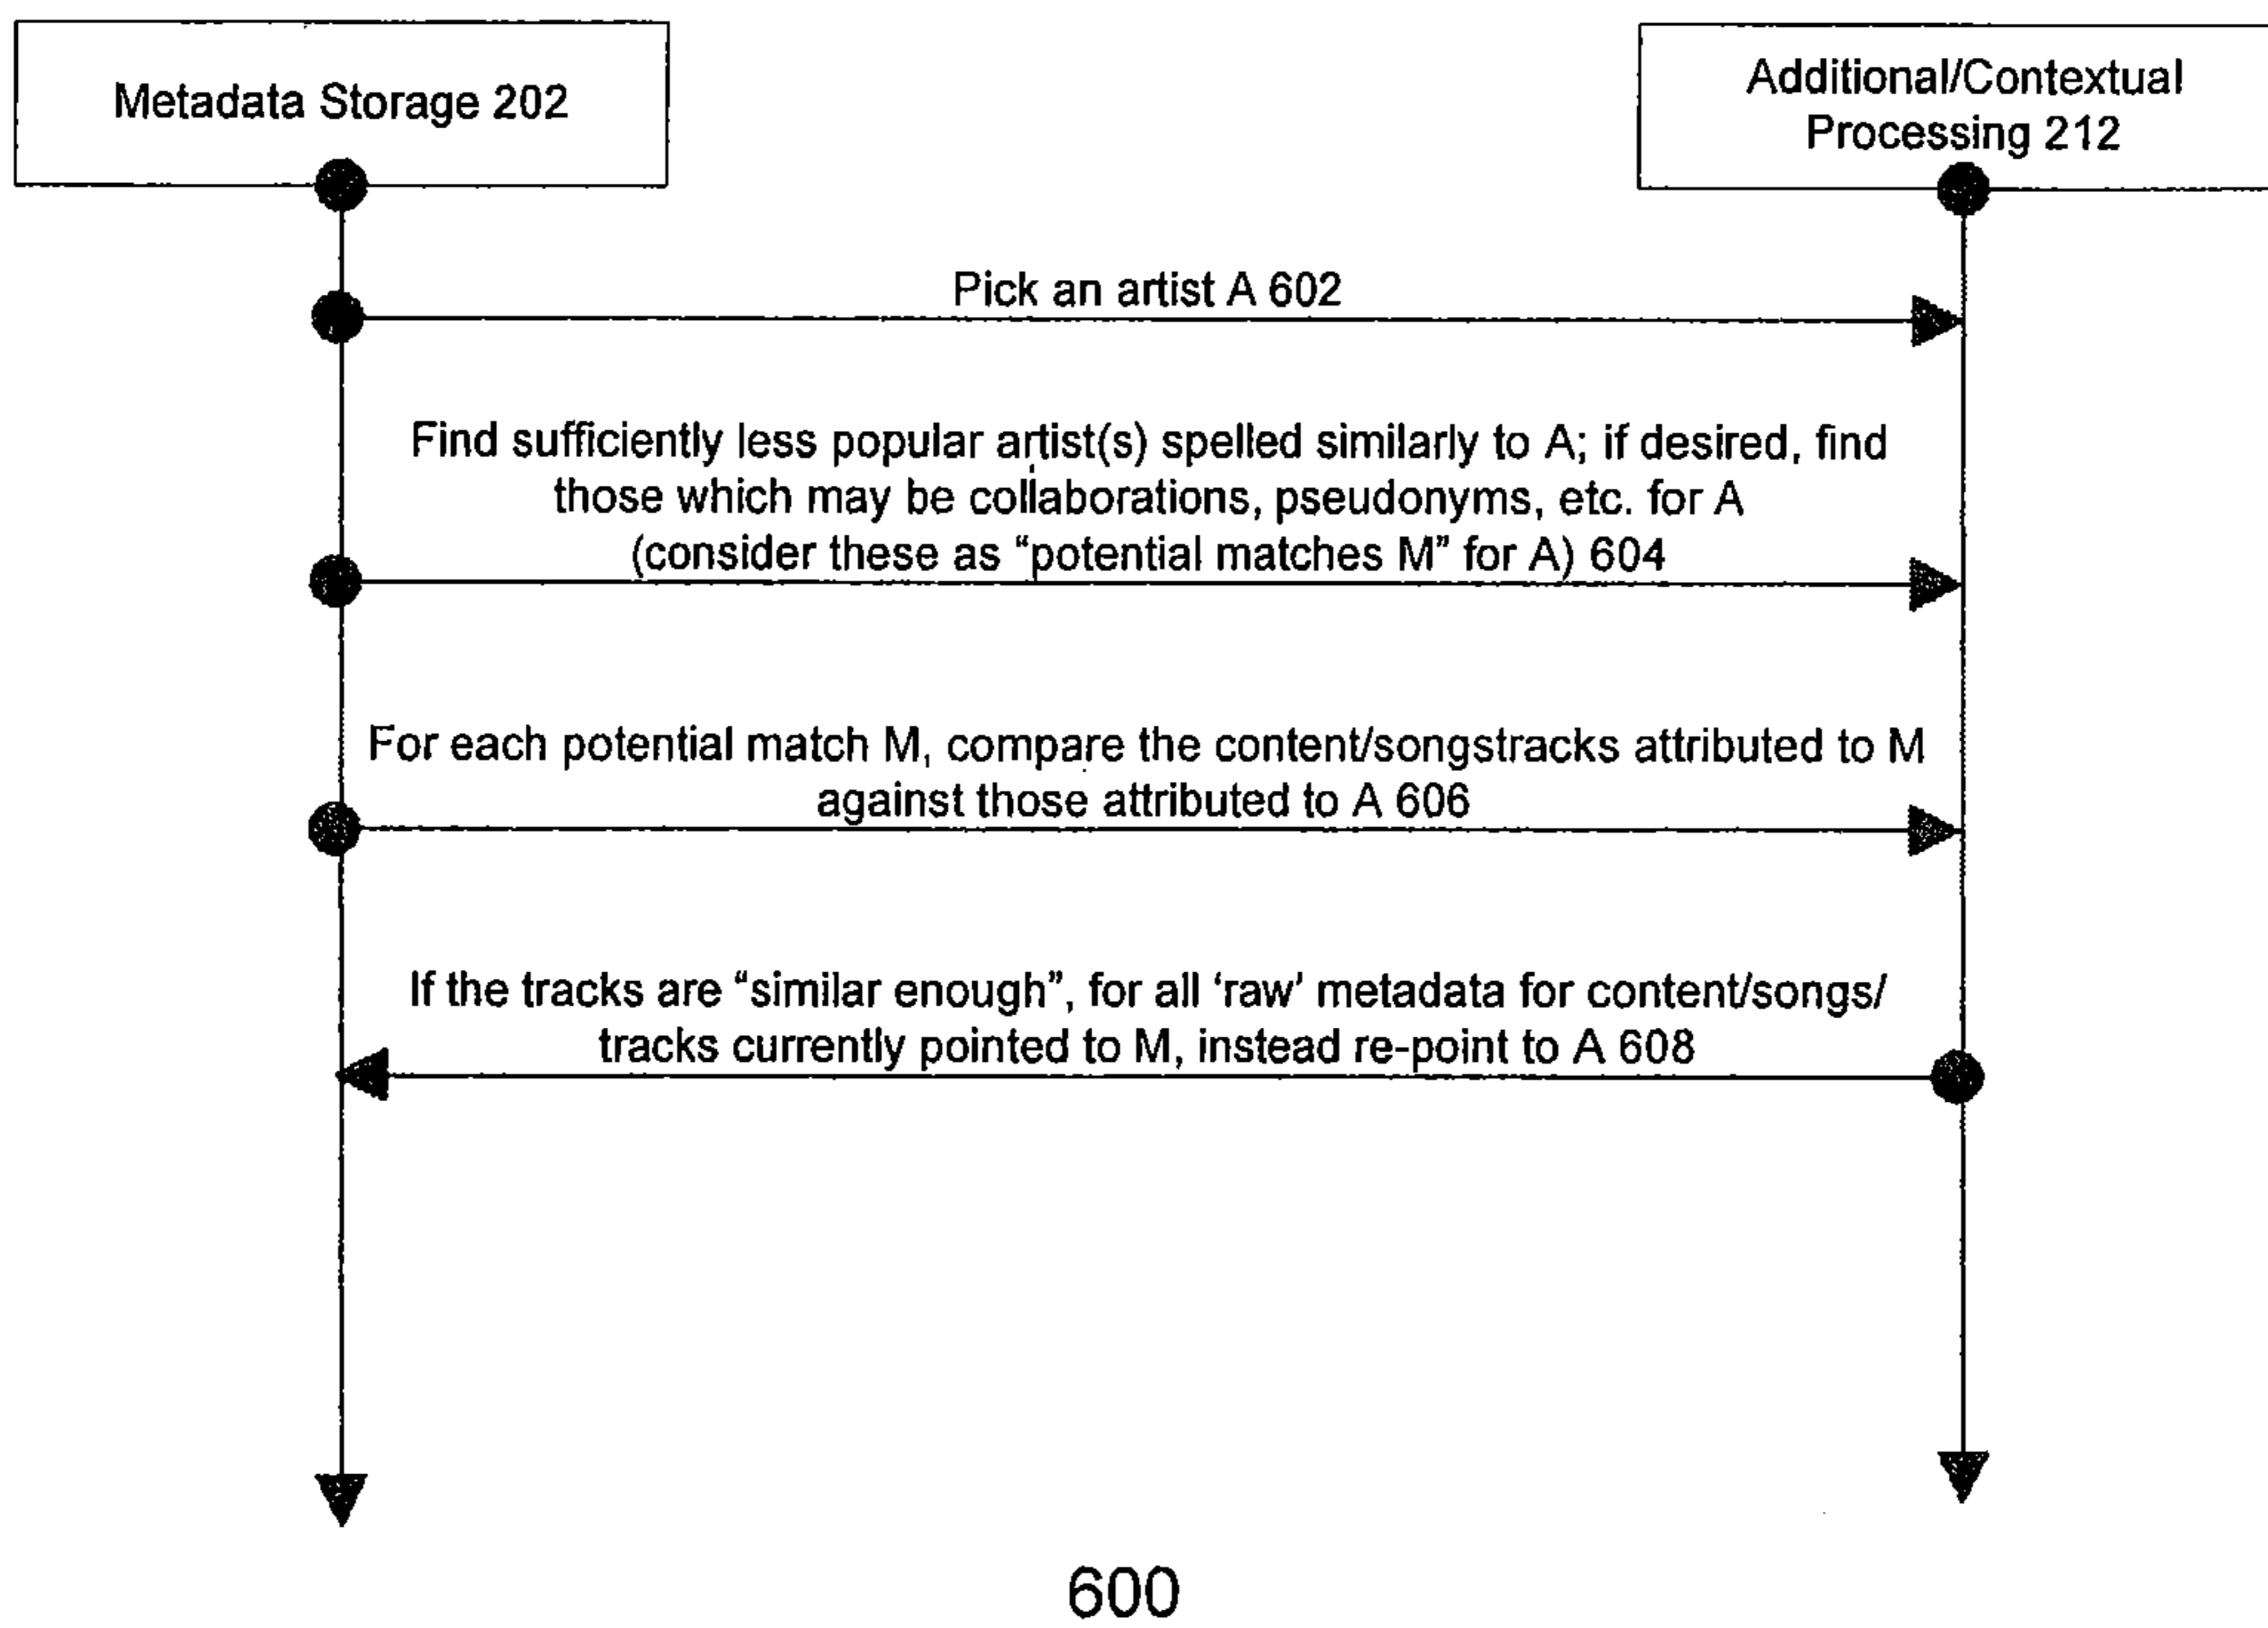 Metadata Storage 202
Additional/Contextual
Processing 212
Pick an artist A 602
Find sufficiently less popular artist(s) spelled similarly to A; if desired, find
those which may be collaborations, pseudonyms, etc. for A
(consider these as “potential matches M” for A) 604
For each potential match M, compare the content/songstracks attributed to M
against those attributed to A 606
If the tracks are “similar enough”, for all ‘raw’ metadata for content/songs/
tracks currently pointed to M, instead re-point to A 608
600